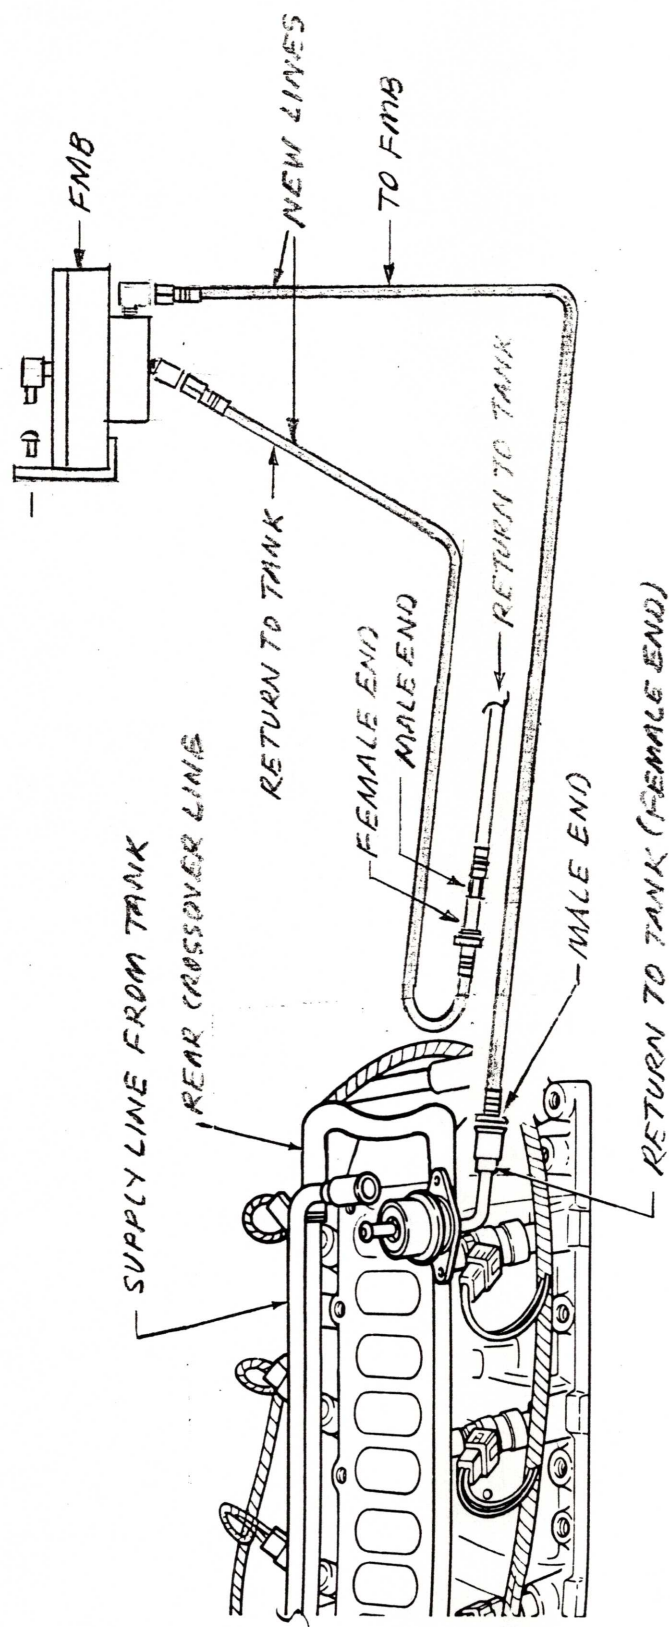 FMB
NEW LINES
TO FMB
RETURN TO TANK
RETURN TO TANK
FEMALE END
MALE END
SUPPLY LINE FROM TANK
REAR CROSSOVER LINE
MALE END
RETURN TO TANK (FEMALE END)